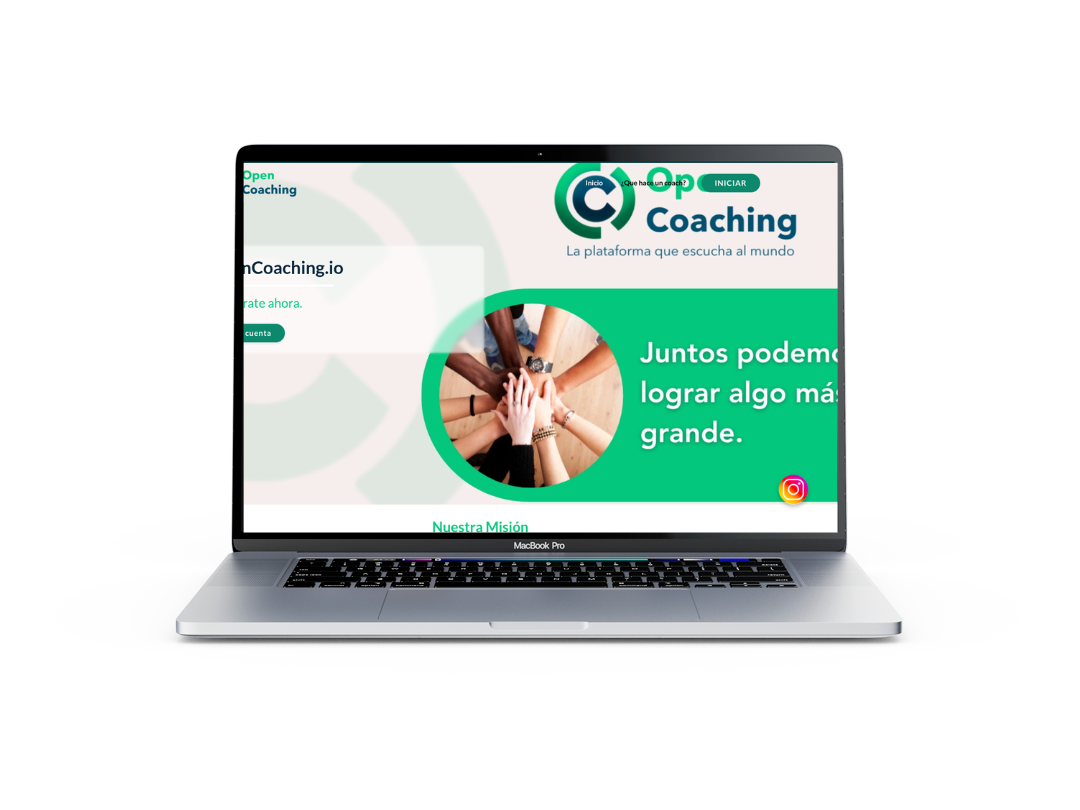 Open
Coaching
Inicio
¿Que hace un coach?
INICIAR
Coaching
La plataforma que escucha al mundo
nCoaching.io
rate ahora.
cuenta
Juntos podemo
lograr algo más
grande.
Nuestra Misión
MacBook Pro